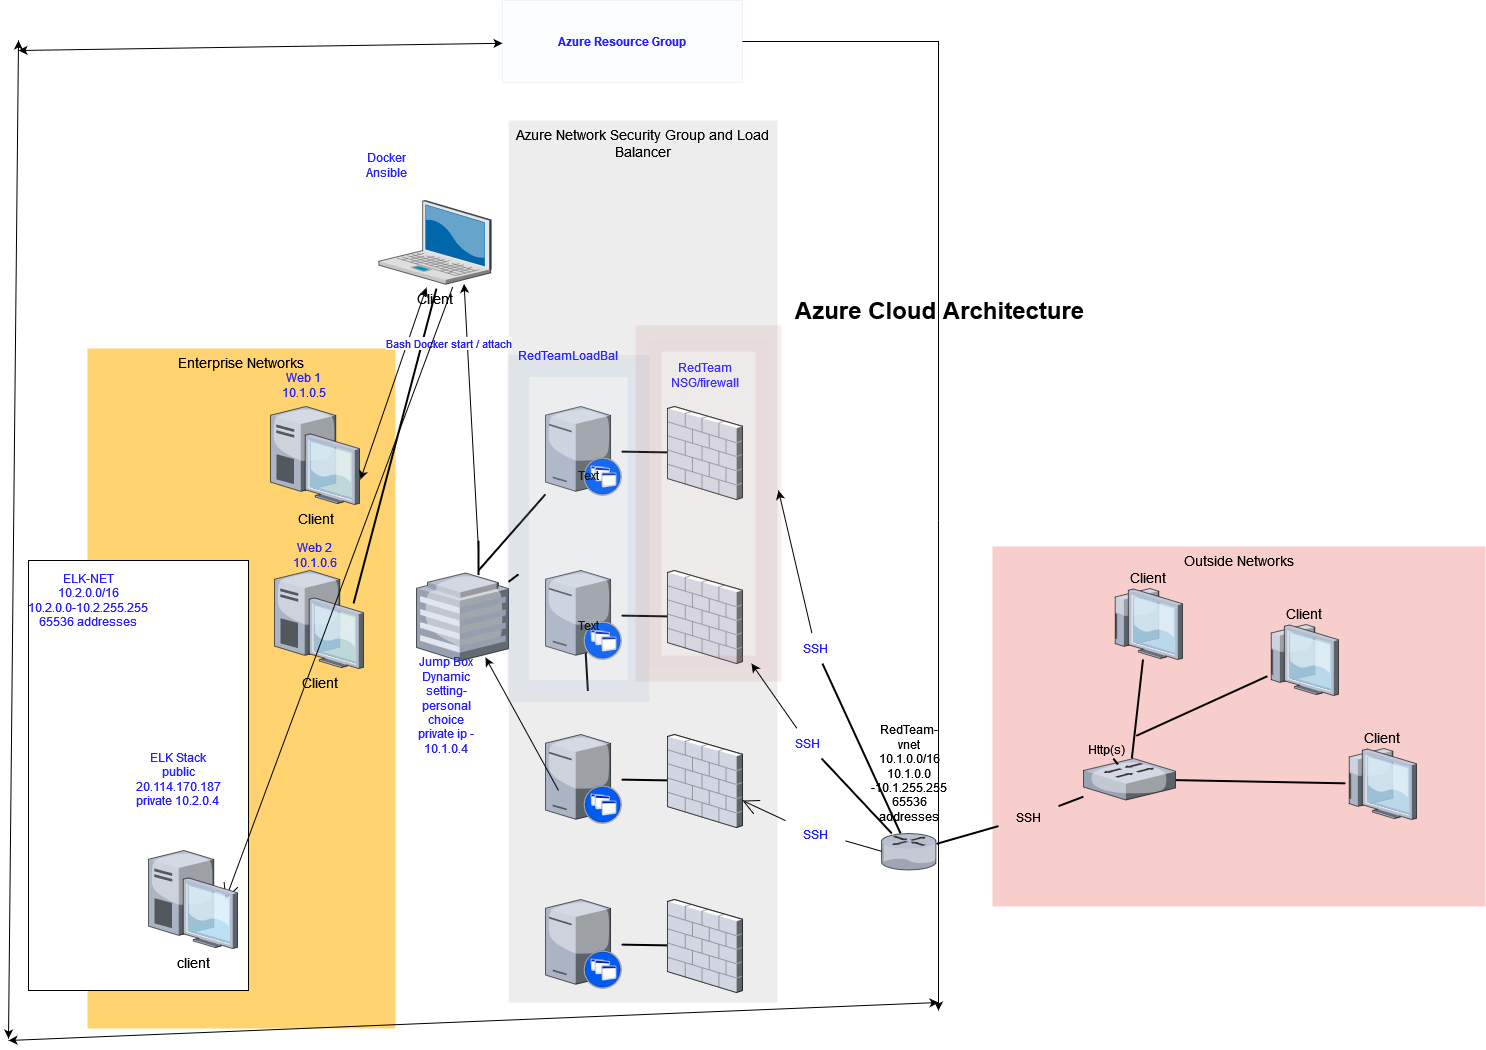 Azure Resource Group
Azure Network Security Group and Load
Balancer
Docker
Ansible
Client
Azure Cloud Architecture
Bash Docker start / attach
Enterprise Networks
Web 1
10.1.0.5
Client
Web 2
10.1.0.6
Client
RedTeamLoadBal
RedTeam
NSG/firewall
Text
Text
ELK-NET
10.2.0.0/16
10.2.0.0-10.2.255.255
65536 addresses
ELK Stack
public
20.114.170.187
private 10.2.0.4
client
Jump Box
Dynamic
setting-
personal
choice
private ip -
10.1.0.4
SSH
SSH
SSH
RedTeam-
vnet
10.1.0.0/16
10.1.0.0
-10.1.255.255
65536
addresses
SSH
Outside Networks
Client
Client
Client
Http(s)